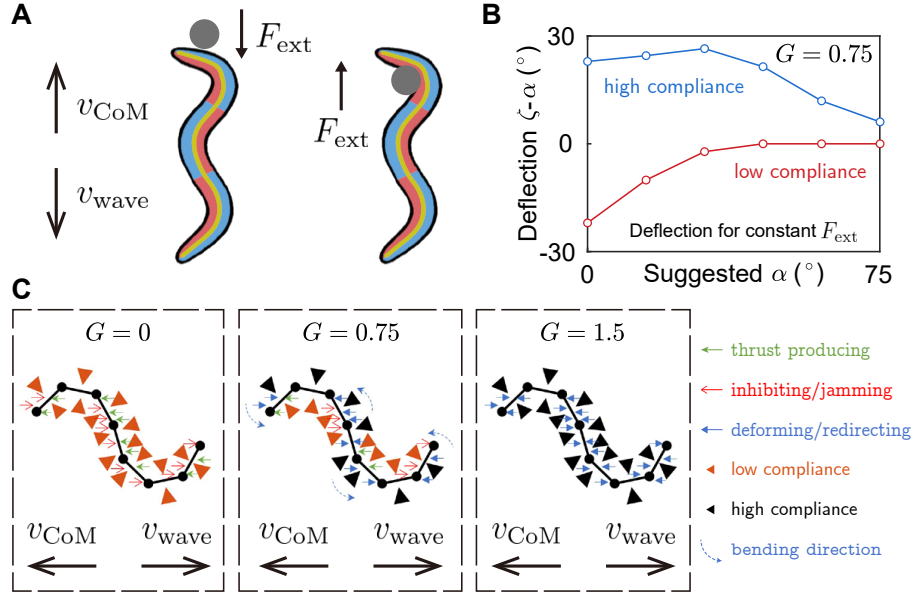 A
F_ext
v_CoM
F_ext
v_wave
B
30
G = 0.75
high compliance
Deflection ζ-α (°)
0
low compliance
Deflection for constant F_ext
-30
0
Suggested α (°)
75
C
G = 0
G = 0.75
G = 1.5
thrust producing
inhibiting/jamming
deforming/redirecting
low compliance
high compliance
bending direction
v_CoM
v_wave
v_CoM
v_wave
v_CoM
v_wave